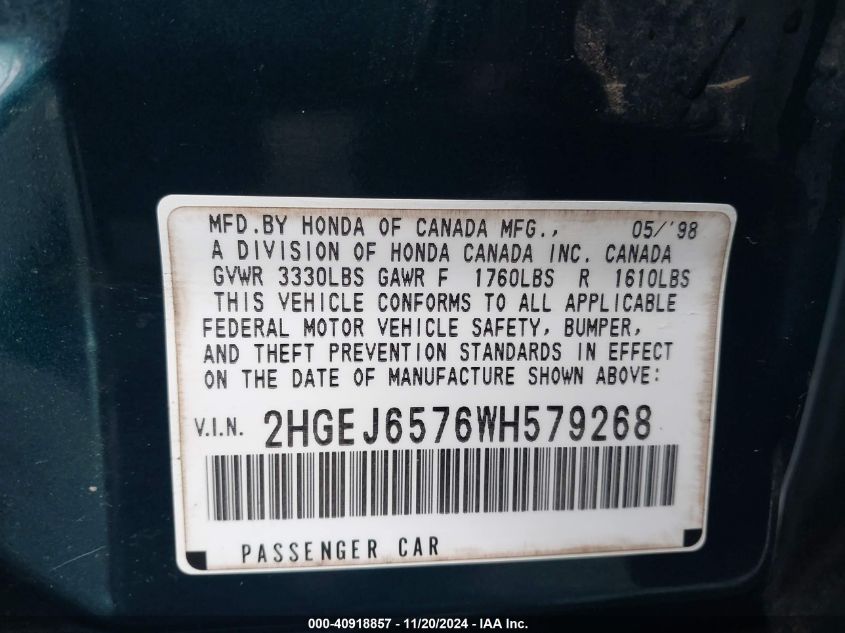 MFD.BY HONDA OF CANADA MFG., 05/'98
A DIVISION OF HONDA CANADA INC. CANADA
GVWR 3330LBS GAWR F 1760LBS R 1610LBS
THIS VEHICLE CONFORMS TO ALL APPLICABLE
FEDERAL MOTOR VEHICLE SAFETY, BUMPER,
AND THEFT PREVENTION STANDARDS IN EFFECT
ON THE DATE OF MANUFACTURE SHOWN ABOVE:
V.I.N. 2HGEJ6576WH579268
PASSENGER CAR
000-40918857 - 11/20/2024 - IAA Inc.